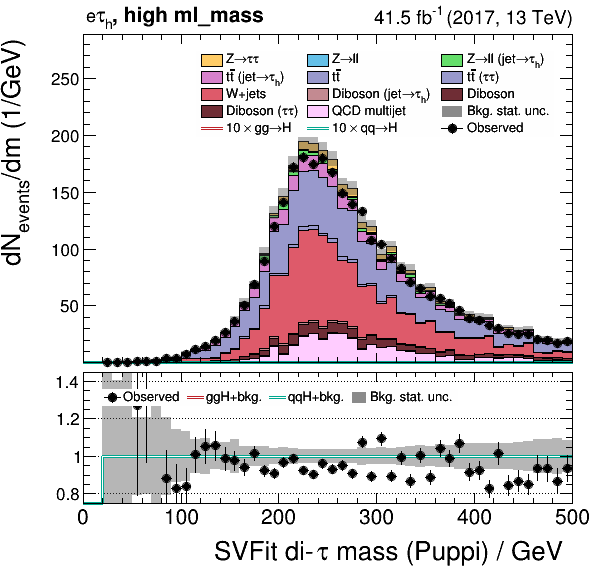 eτh, high ml_mass 41.5 fb⁻¹ (2017, 13 TeV)
dNevents/dm (1/GeV)
250
200
150
100
50
Z→ττ Z→ll Z→ll (jet→τh)
tt̄ (jet→τh) tt̄ tt̄ (ττ)
W+jets Diboson (jet→τh) Diboson
Diboson (ττ) QCD multijet Bkg. stat. unc.
10 × gg→H 10 × qq→H Observed
1.4
1.2
1
0.8
Observed ggH+bkg. qqH+bkg. Bkg. stat. unc.
0 100 200 300 400 500
SVFit di-τ mass (Puppi) / GeV